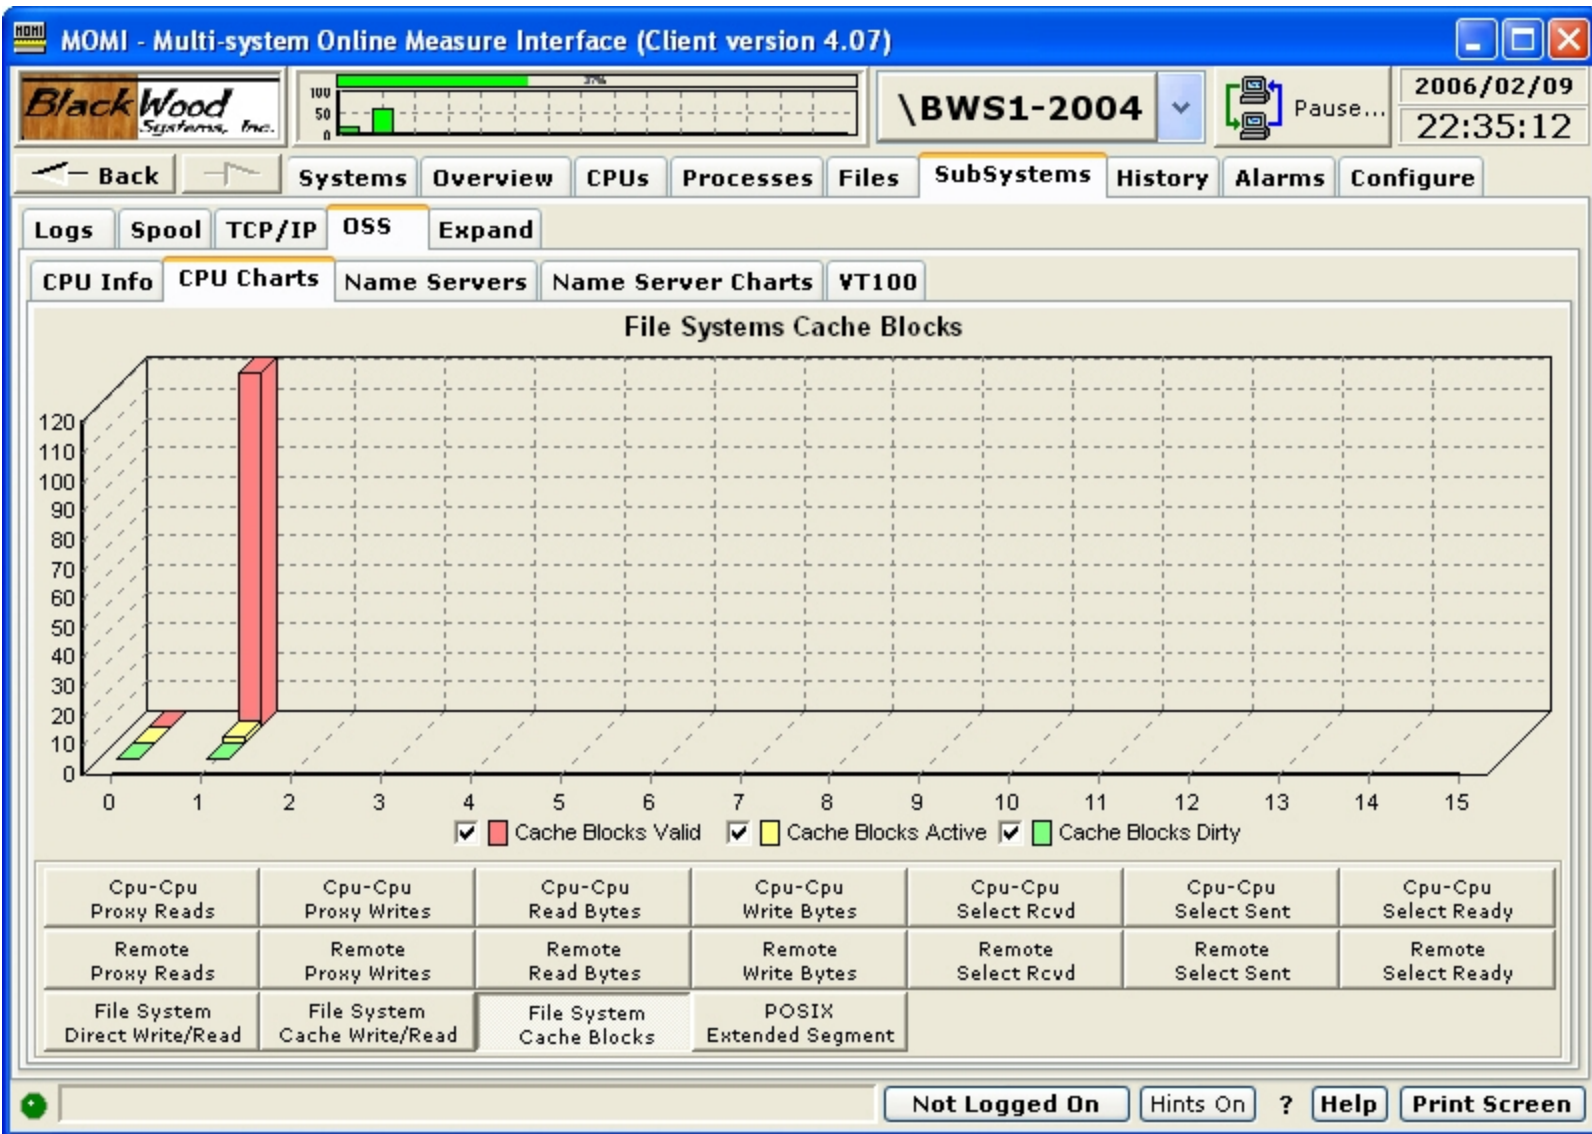 MOMI
MOMI - Multi-system Online Measure Interface (Client version 4.07)
BlackWood
Systems, Inc.
37%
100
50
0
\BWS1-2004
Pause...
2006/02/09
22:35:12
Back
Systems Overview CPUs Processes Files SubSystems History Alarms Configure
Logs Spool TCP/IP OSS Expand
CPU Info CPU Charts Name Servers Name Server Charts VT100
File Systems Cache Blocks
120
110
100
90
80
70
60
50
40
30
20
10
0
0 1 2 3 4 5 6 7 8 9 10 11 12 13 14 15
Cache Blocks Valid Cache Blocks Active Cache Blocks Dirty
Cpu-Cpu Cpu-Cpu Cpu-Cpu Cpu-Cpu Cpu-Cpu Cpu-Cpu Cpu-Cpu
Proxy Reads Proxy Writes Read Bytes Write Bytes Select Rcvd Select Sent Select Ready
Remote Remote Remote Remote Remote Remote Remote
Proxy Reads Proxy Writes Read Bytes Write Bytes Select Rcvd Select Sent Select Ready
File System File System File System POSIX
Direct Write/Read Cache Write/Read Cache Blocks Extended Segment
Not Logged On Hints On ? Help Print Screen